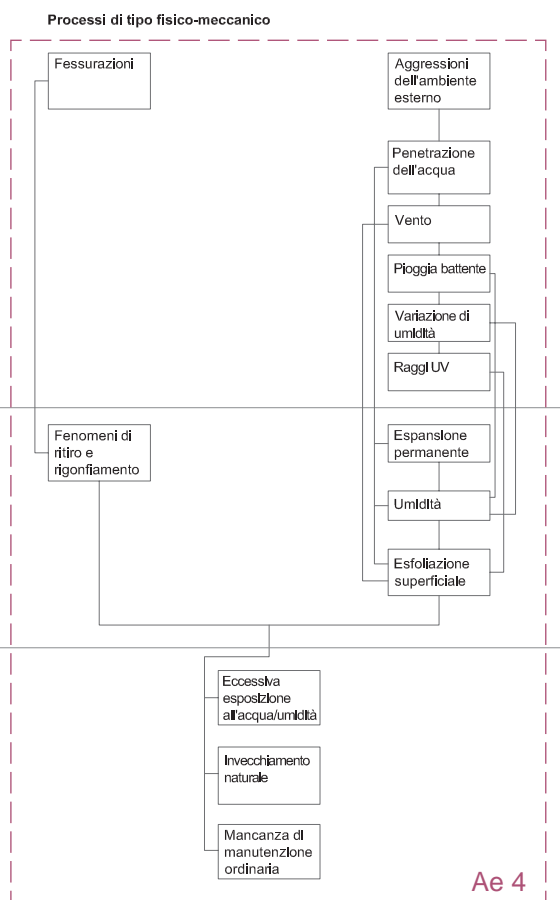 Processi di tipo fisico-meccanico
Fessurazioni
Aggressioni
dell'ambiente
esterno
Penetrazione
dell'acqua
Vento
Pioggia battente
Variazione di
umidità
Raggi UV
Fenomeni di
ritiro e
rigonfiamento
Espansione
permanente
Umidità
Esfoliazione
superficiale
Eccessiva
esposizione
all'acqua/umidità
Invecchiamento
naturale
Mancanza di
manutenzione
ordinaria
Ae 4